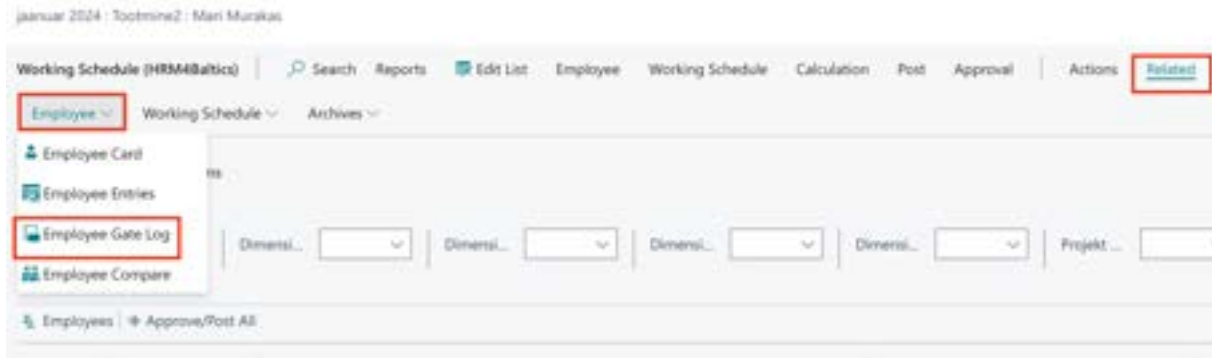 jaanuar 2024 : Tootmine2 : Mari Murakas
Working Schedule (HRM4Baltics) Search Reports Edit List Employee Working Schedule Calculation Post Approval Actions Related
Employee Working Schedule Archives
Employee Card
ns
Employee Entries
Employee Gate Log
Dimensi... Dimensi... Dimensi... Dimensi... Projekt ...
Employee Compare
Employees Approve/Post All